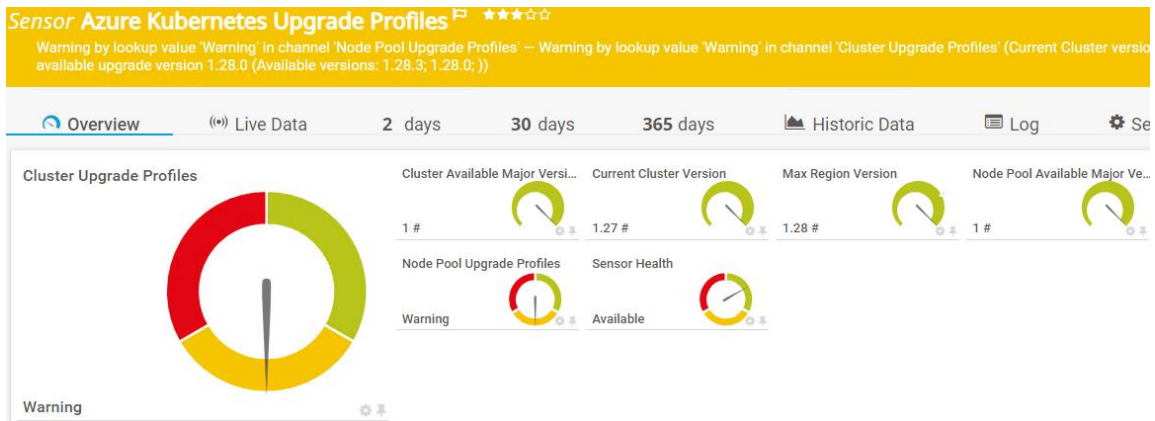 Sensor Azure Kubernetes Upgrade Profiles
Warning by lookup value 'Warning' in channel 'Node Pool Upgrade Profiles' — Warning by lookup value 'Warning' in channel 'Cluster Upgrade Profiles' (Current Cluster versio
available upgrade version 1.28.0 (Available versions: 1.28.3; 1.28.0; ))
Overview Live Data 2 days 30 days 365 days Historic Data Log Se
Cluster Upgrade Profiles
Warning
Cluster Available Major Versi... Current Cluster Version Max Region Version Node Pool Available Major Ve...
1 # 1.27 # 1.28 # 1 #
Node Pool Upgrade Profiles Sensor Health
Warning Available